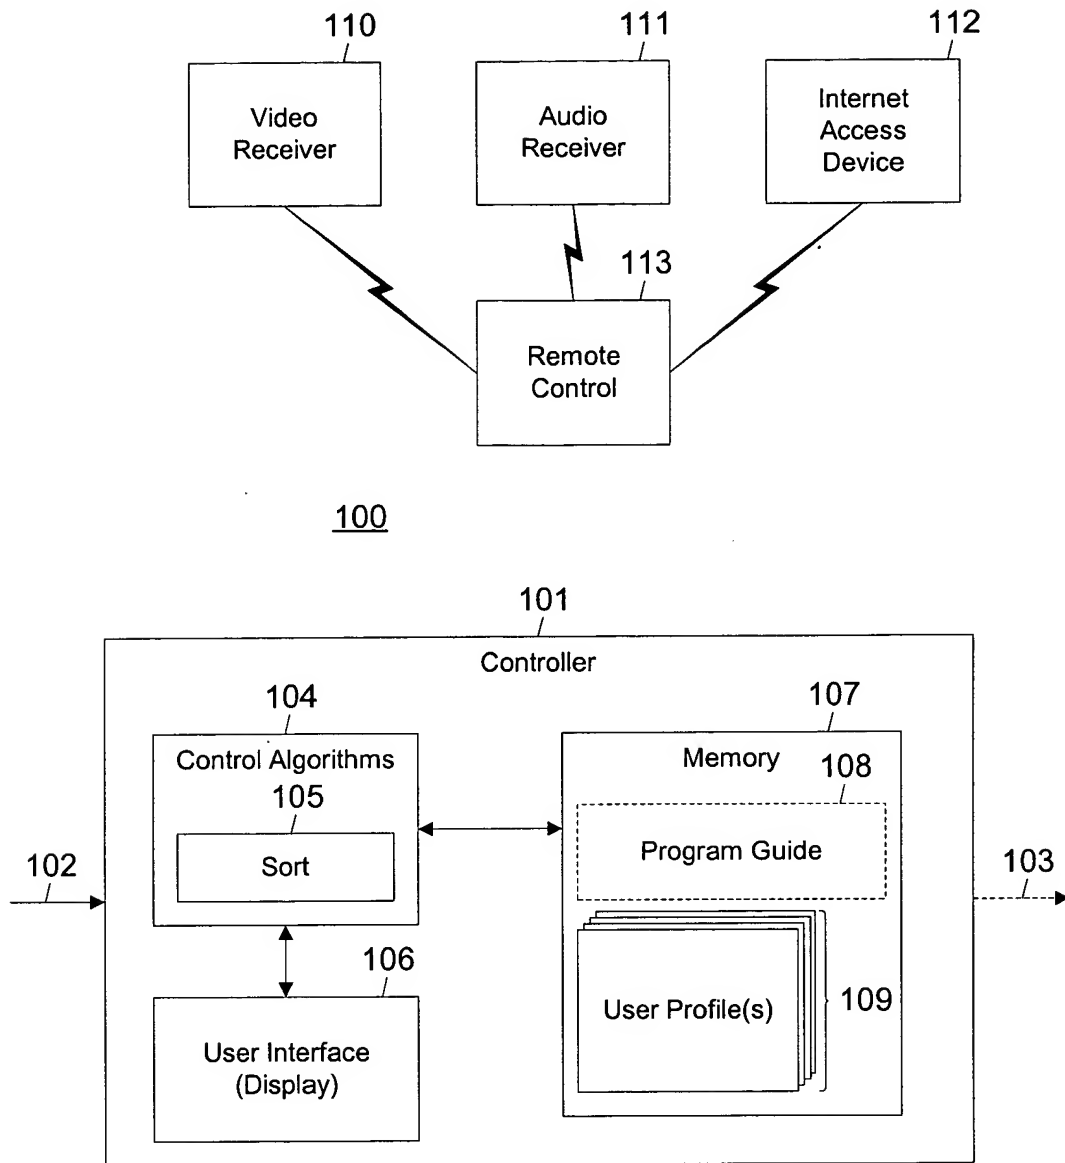 110
111
112
Video
Receiver
Audio
Receiver
Internet
Access
Device
113
Remote
Control
100
101
Controller
104
107
Control Algorithms
Memory
105
108
Sort
Program Guide
102
103
106
User Profile(s)
109
User Interface
(Display)